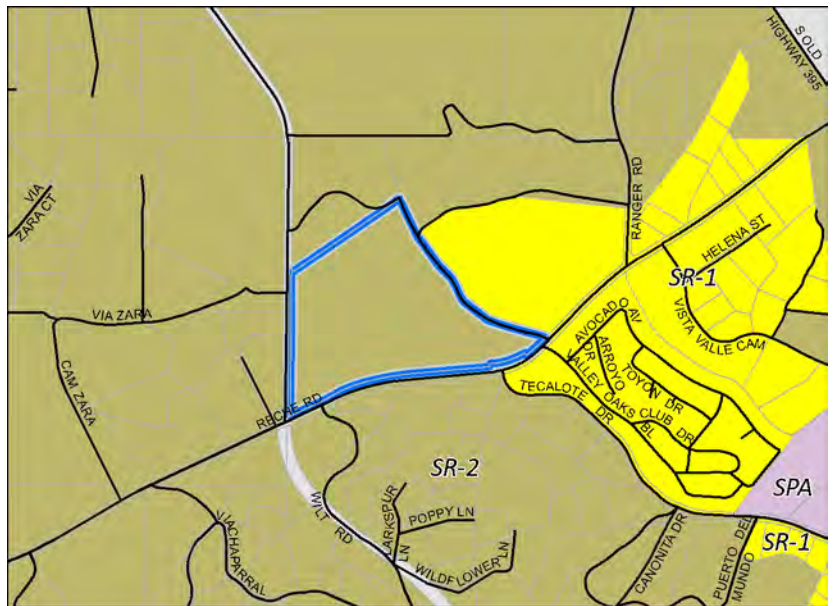 S OLD
HIGHWAY 395
VIA
ZARA CT
RANGER RD
HELENA ST
SR-1
VISTA VALLE CAM
VIA ZARA
CAM ZARA
AVOCADO
AV
ARROYO
DR
TOYON DR
VALLEY OAKS BL
CLUB DR
TECALOTE DR
RECHE RD
SR-2
SPA
WILT RD
LARKSPUR
LN
POPPY LN
WILDFLOWER LN
VIACHAPARRAL
CANONITA DR
PUERTO DEL
MUNDO
SR-1